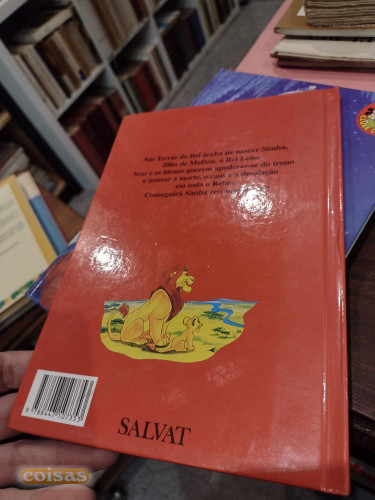 Nas Terras do Rei acaba de nascer Simba,
filho de Mufasa, o Rei Leão.
Scar e as hienas querem apoderar-se do trono
e semear a morte, o caos e a desolação
em todo o Reino.
Conseguirá Simba
SALVAT
coisas